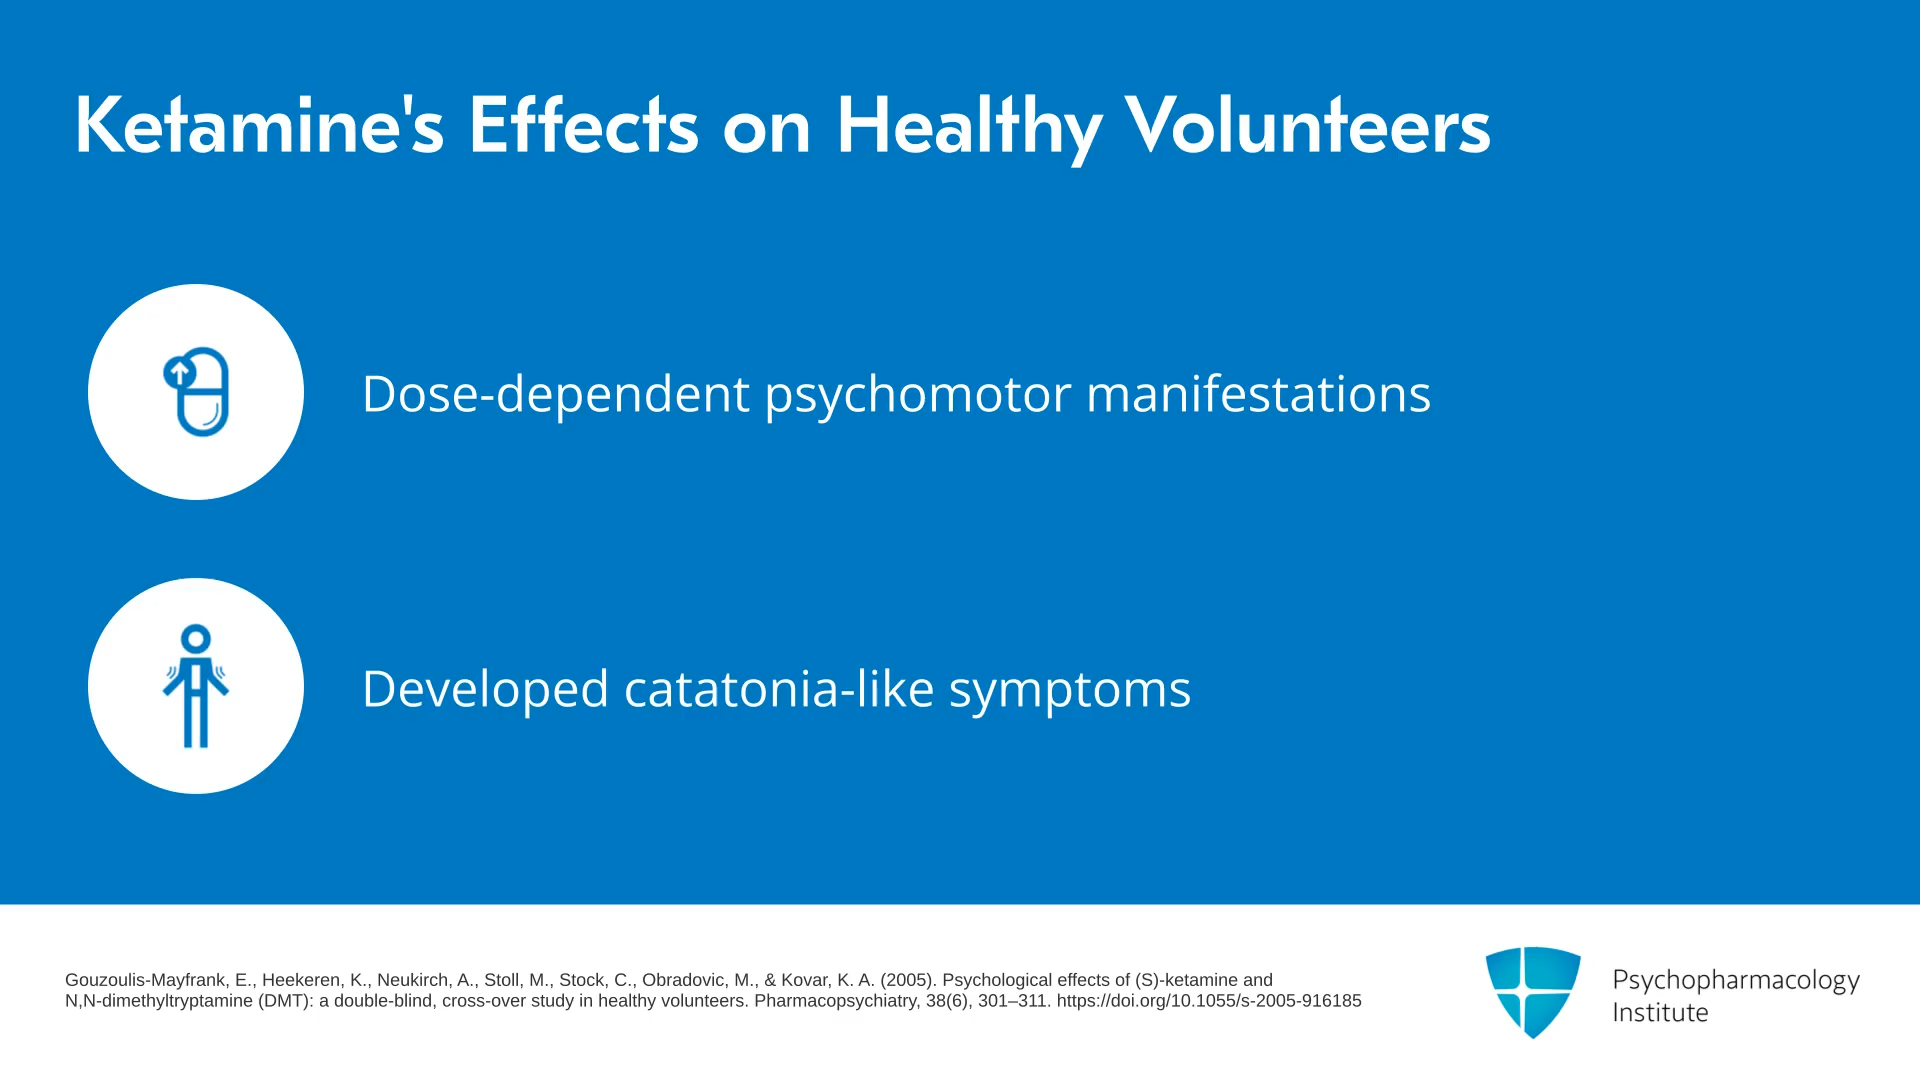 Ketamine's Effects on Healthy Volunteers
Dose-dependent psychomotor manifestations
Developed catatonia-like symptoms
Gouzoulis-Mayfrank, E., Heekeren, K., Neukirch, A., Stoll, M., Stock, C., Obradovic, M., & Kovar, K. A. (2005). Psychological effects of (S)-ketamine and
N,N-dimethyltryptamine (DMT): a double-blind, cross-over study in healthy volunteers. Pharmacopsychiatry, 38(6), 301–311. https://doi.org/10.1055/s-2005-916185
Psychopharmacology
Institute